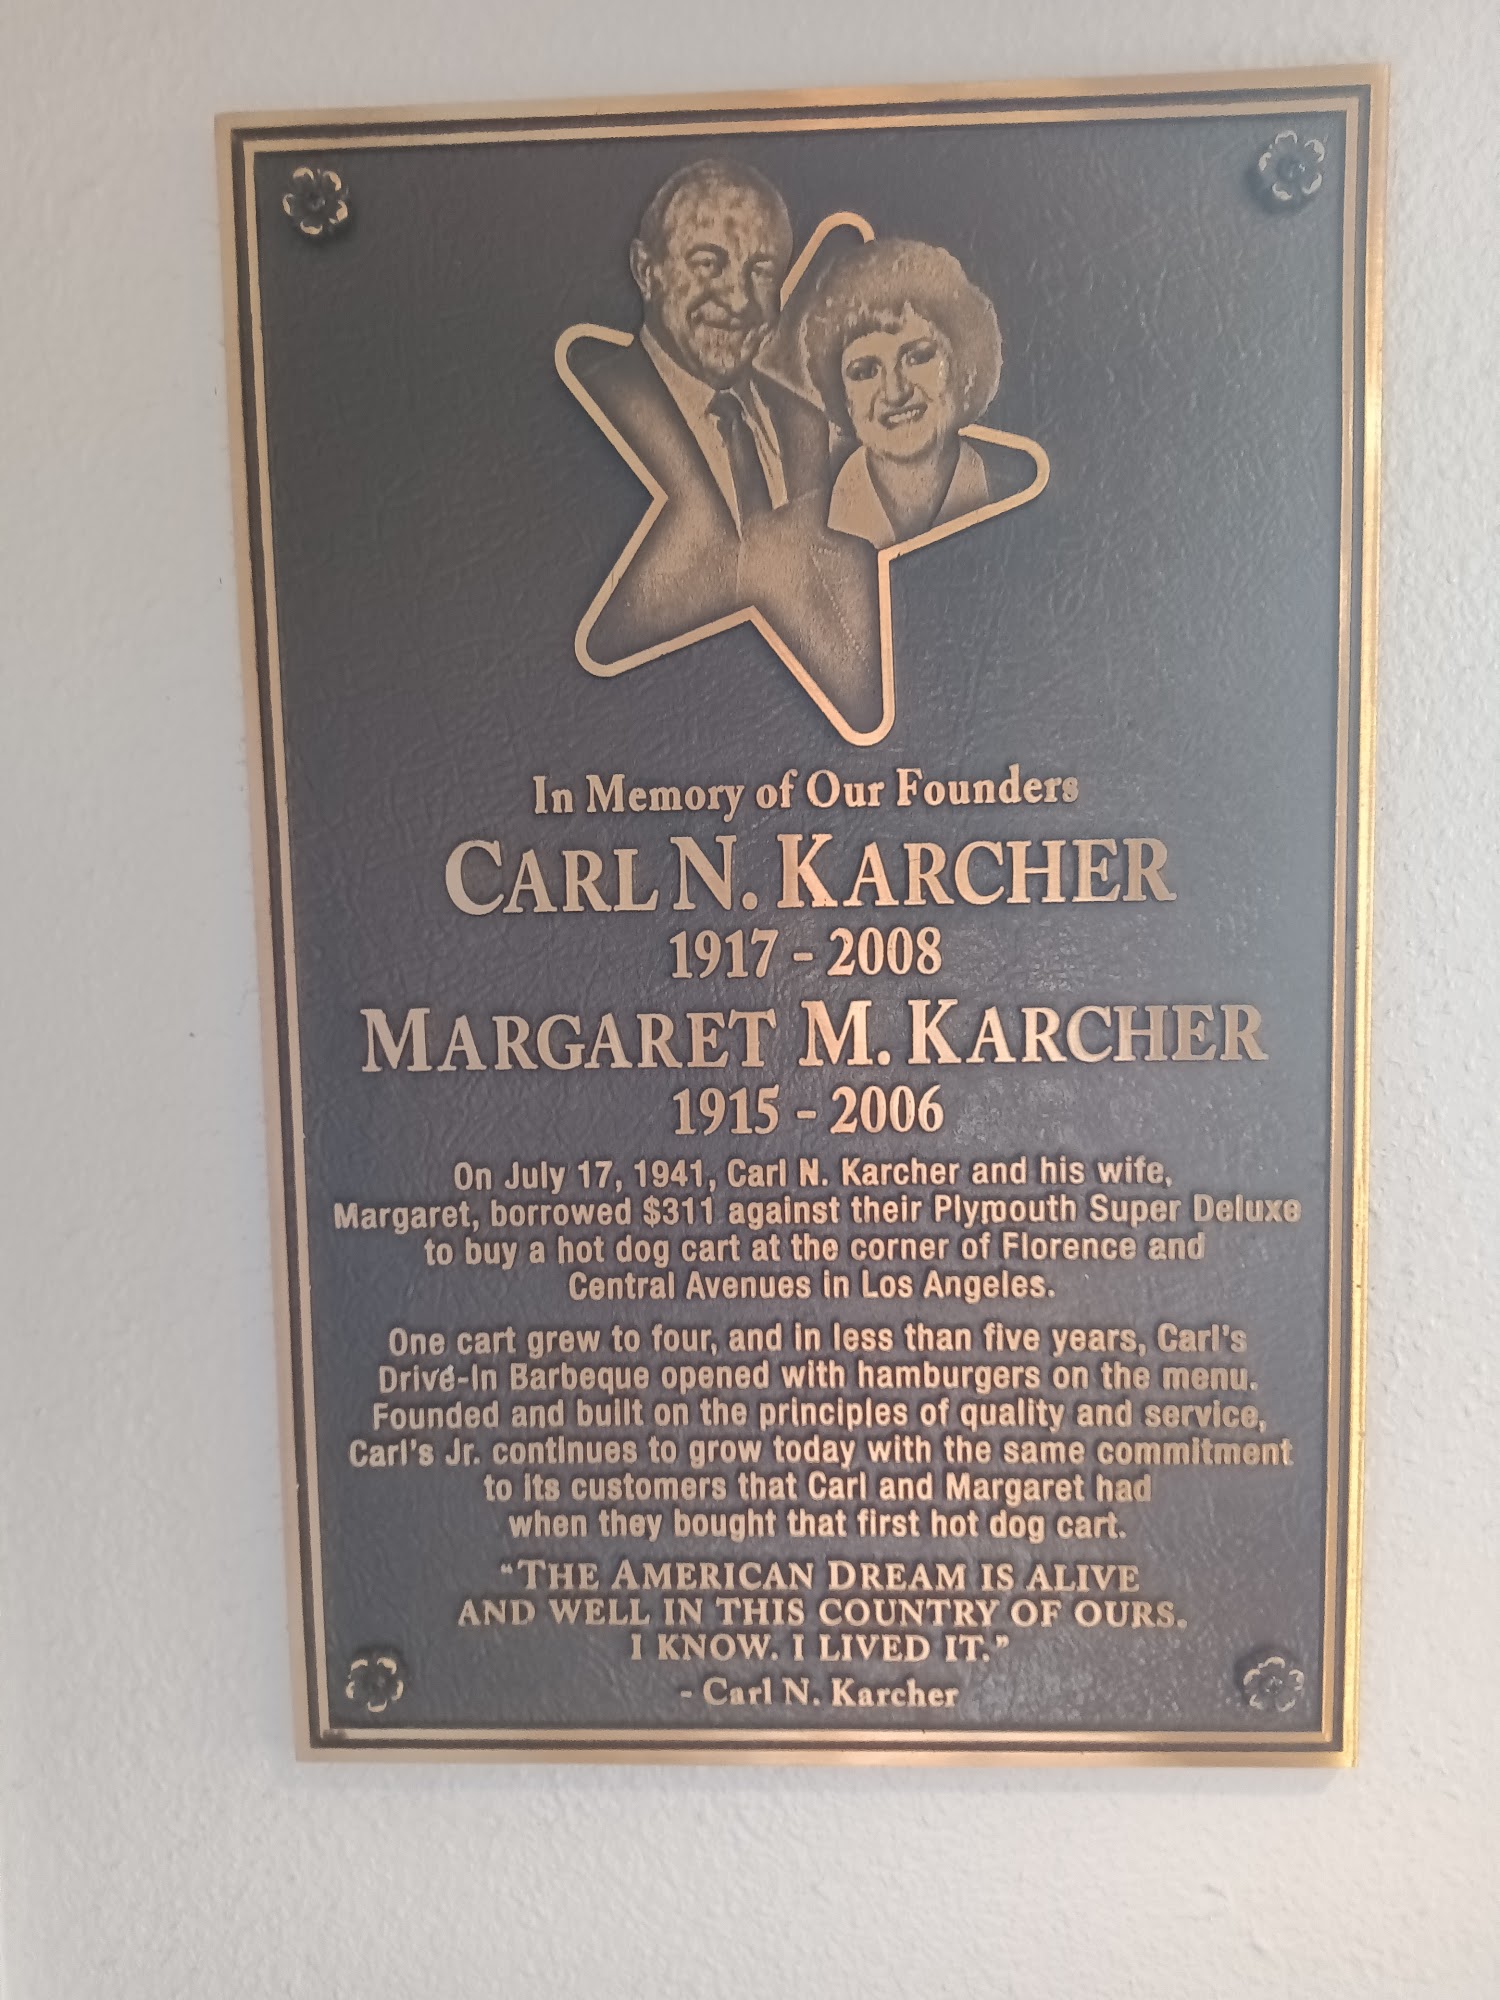 In Memory of Our Founders
CARL N. KARCHER
1917 - 2008
MARGARET M. KARCHER
1915 - 2006
On July 17, 1941, Carl N. Karcher and his wife,
Margaret, borrowed $311 against their Plymouth Super Deluxe
to buy a hot dog cart at the corner of Florence and
Central Avenues in Los Angeles.
One cart grew to four, and in less than five years, Carl's
Drive-In Barbeque opened with hamburgers on the menu.
Founded and built on the principles of quality and service,
Carl's Jr. continues to grow today with the same commitment
to its customers that Carl and Margaret had
when they bought that first hot dog cart.
"THE AMERICAN DREAM IS ALIVE
AND WELL IN THIS COUNTRY OF OURS.
I KNOW. I LIVED IT."
- Carl N. Karcher